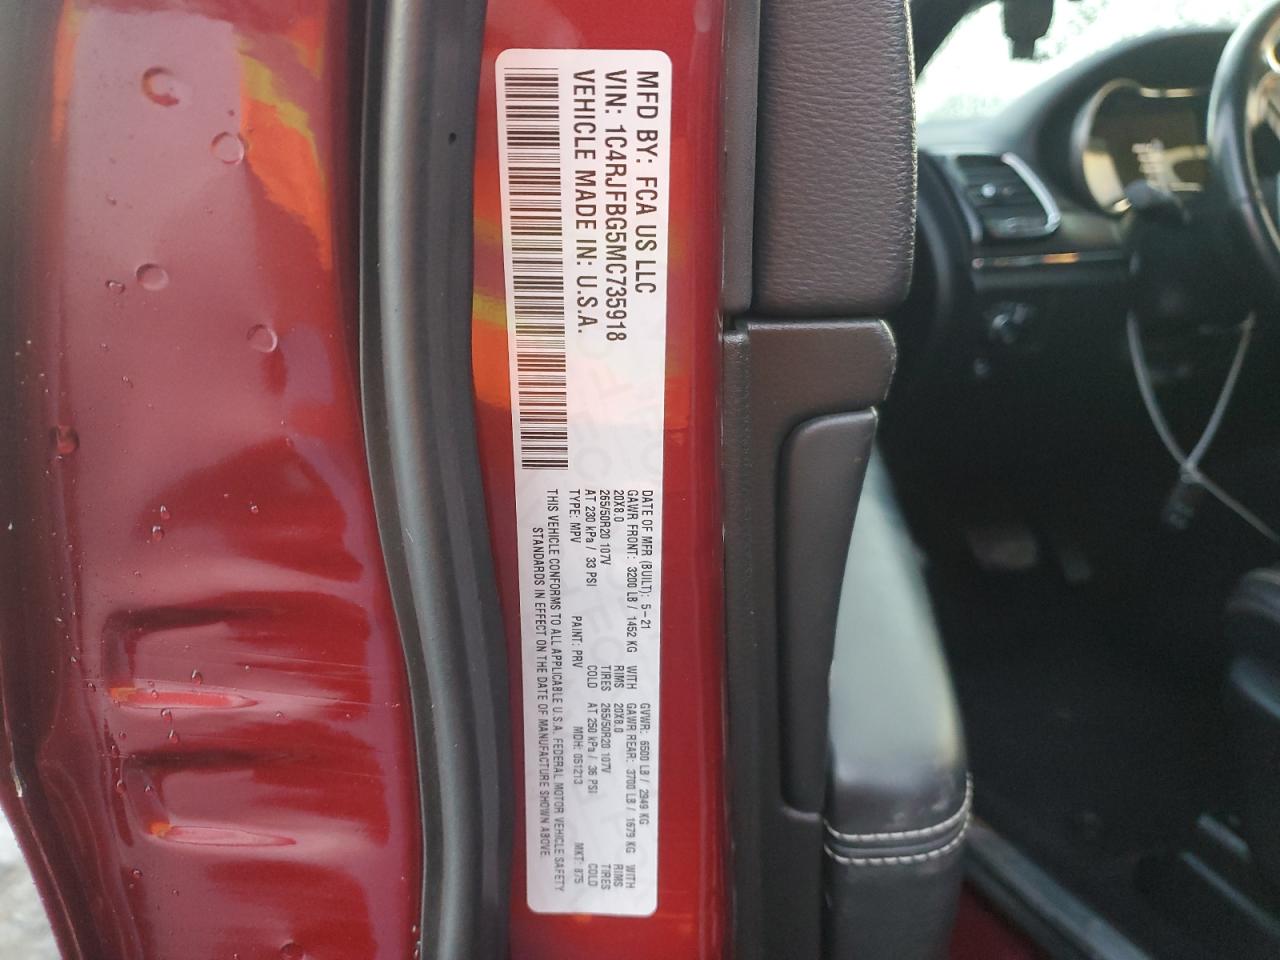 MFD BY: FCA US LLC
VIN: 1C4RJFBG5MC735918
VEHICLE MADE IN: U.S.A.
DATE OF MFR (BUILT): 5-21 GVWR: 6500 LB / 2949 KG
GAWR FRONT: 3200 LB / 1452 KG WITH GAWR REAR: 3700 LB / 1679 KG WITH
20X8.0 RIMS 20X8.0 RIMS
265/50R20 107V TIRES 265/50R20 107V TIRES
AT 230 kPa / 33 PSI COLD AT 250 kPa / 36 PSI COLD
TYPE: MPV PAINT: PRV MDH: 051213 MKT: 875
THIS VEHICLE CONFORMS TO ALL APPLICABLE U.S.A. FEDERAL MOTOR VEHICLE SAFETY
STANDARDS IN EFFECT ON THE DATE OF MANUFACTURE SHOWN ABOVE.